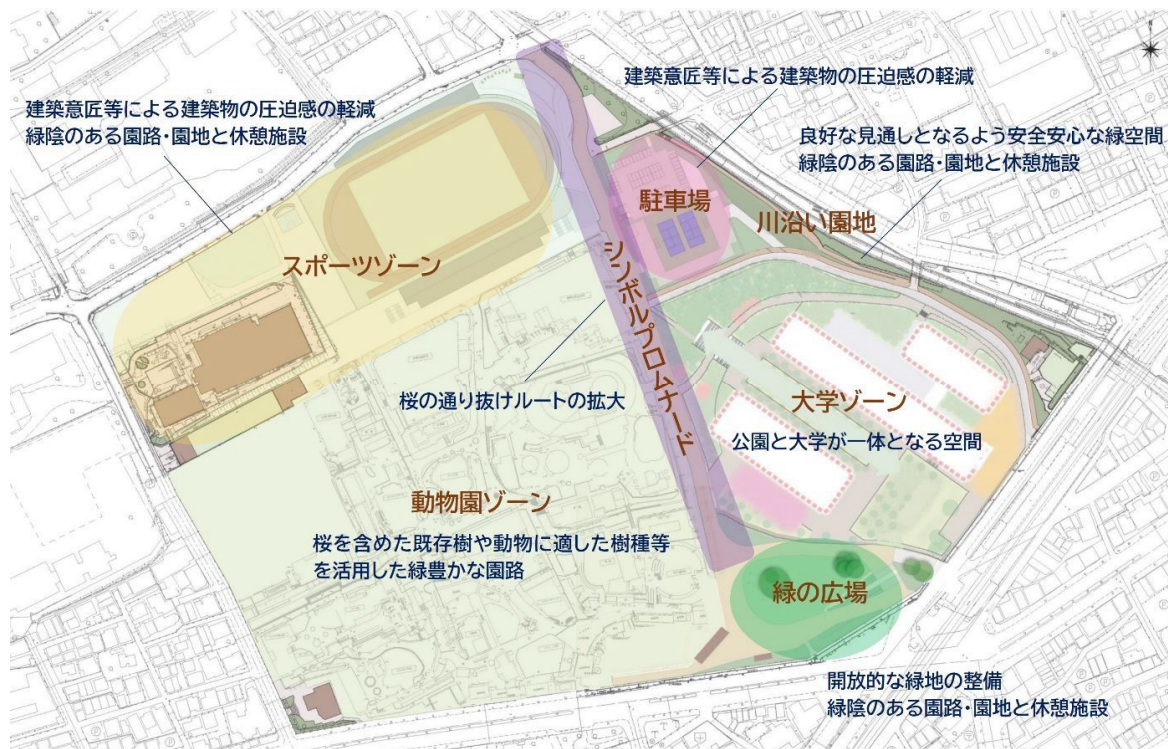 N
建築意匠等による建築物の圧迫感の軽減
建築意匠等による建築物の圧迫感の軽減
緑陰のある園路・園地と休憩施設
良好な見通しとなるよう安全安心な緑空間
緑陰のある園路・園地と休憩施設
駐車場
川沿い園地
スポーツゾーン
シンボルプロムナード
桜の通り抜けルートの拡大
大学ゾーン
公園と大学が一体となる空間
動物園ゾーン
桜を含めた既存樹や動物に適した樹種等
を活用した緑豊かな園路
緑の広場
開放的な緑地の整備
緑陰のある園路・園地と休憩施設